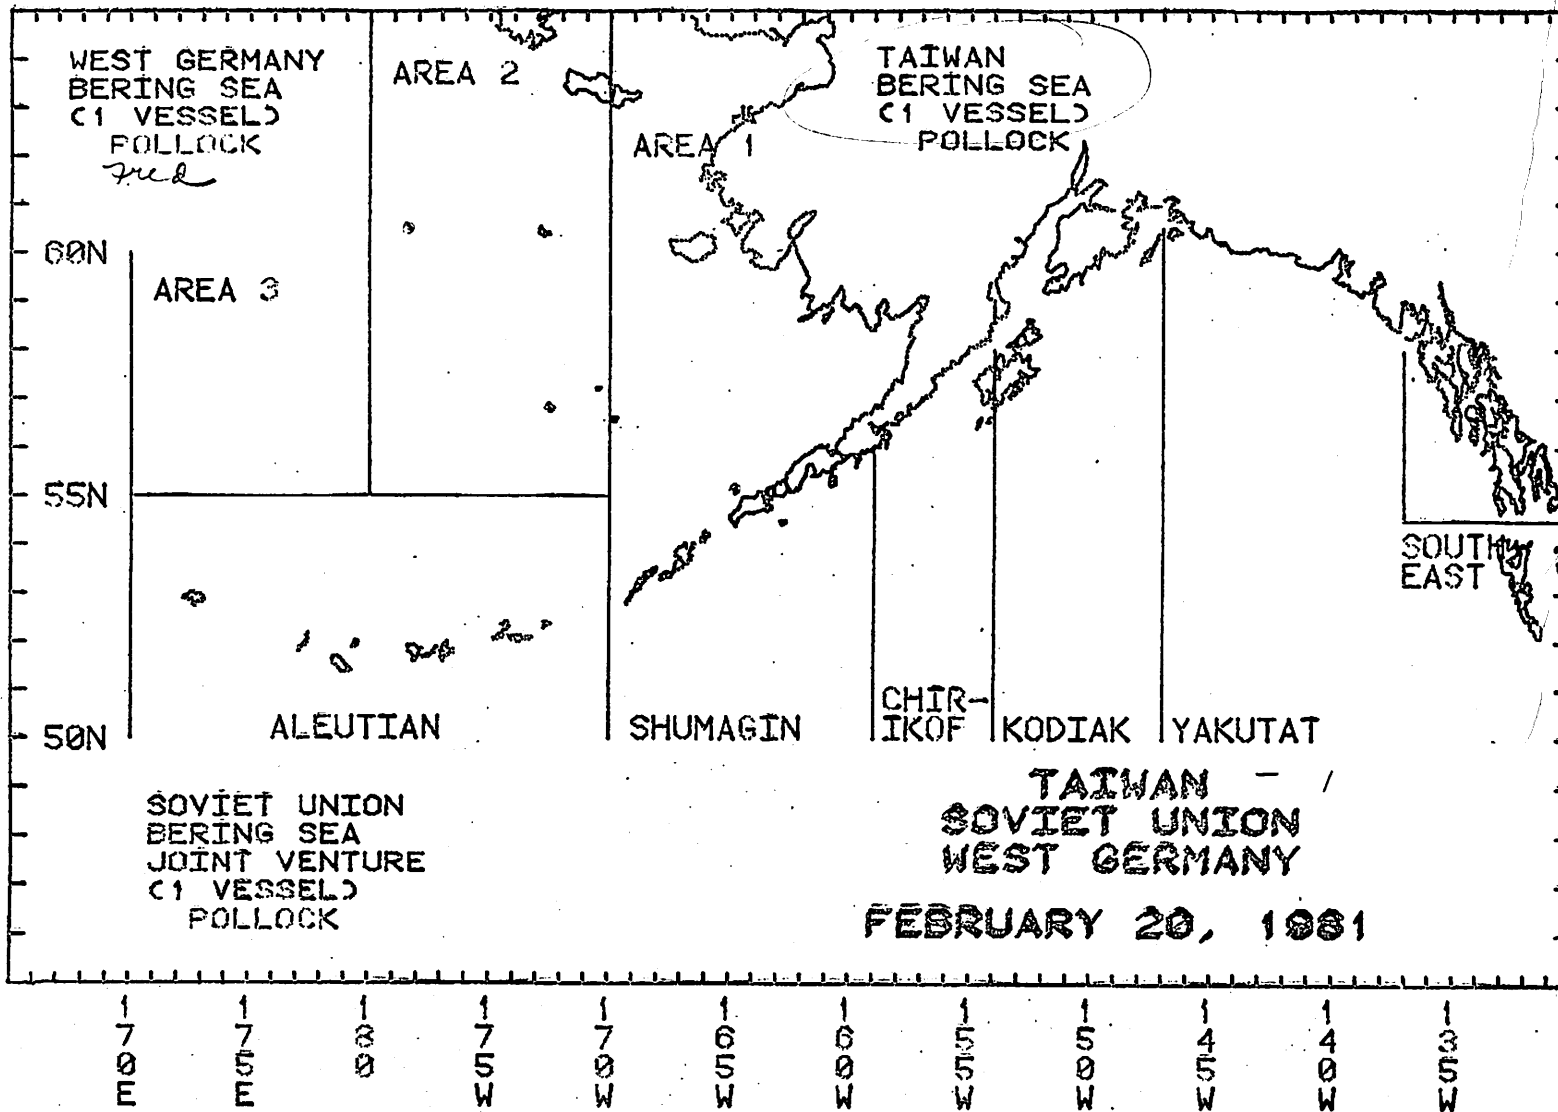 WEST GERMANY
BERING SEA
(1 VESSEL)
POLLOCK
Fred
AREA 2
AREA 1
TAIWAN
BERING SEA
(1 VESSEL)
POLLOCK
60N
AREA 3
55N
SOUTH
EAST
50N
ALEUTIAN
SHUMAGIN
CHIR-
IKOF
KODIAK
YAKUTAT
SOVIET UNION
BERING SEA
JOINT VENTURE
(1 VESSEL)
POLLOCK
TAIWAN
SOVIET UNION
WEST GERMANY
FEBRUARY 20, 1981
170E
175E
180
175W
170W
165W
160W
155W
150W
145W
140W
135W